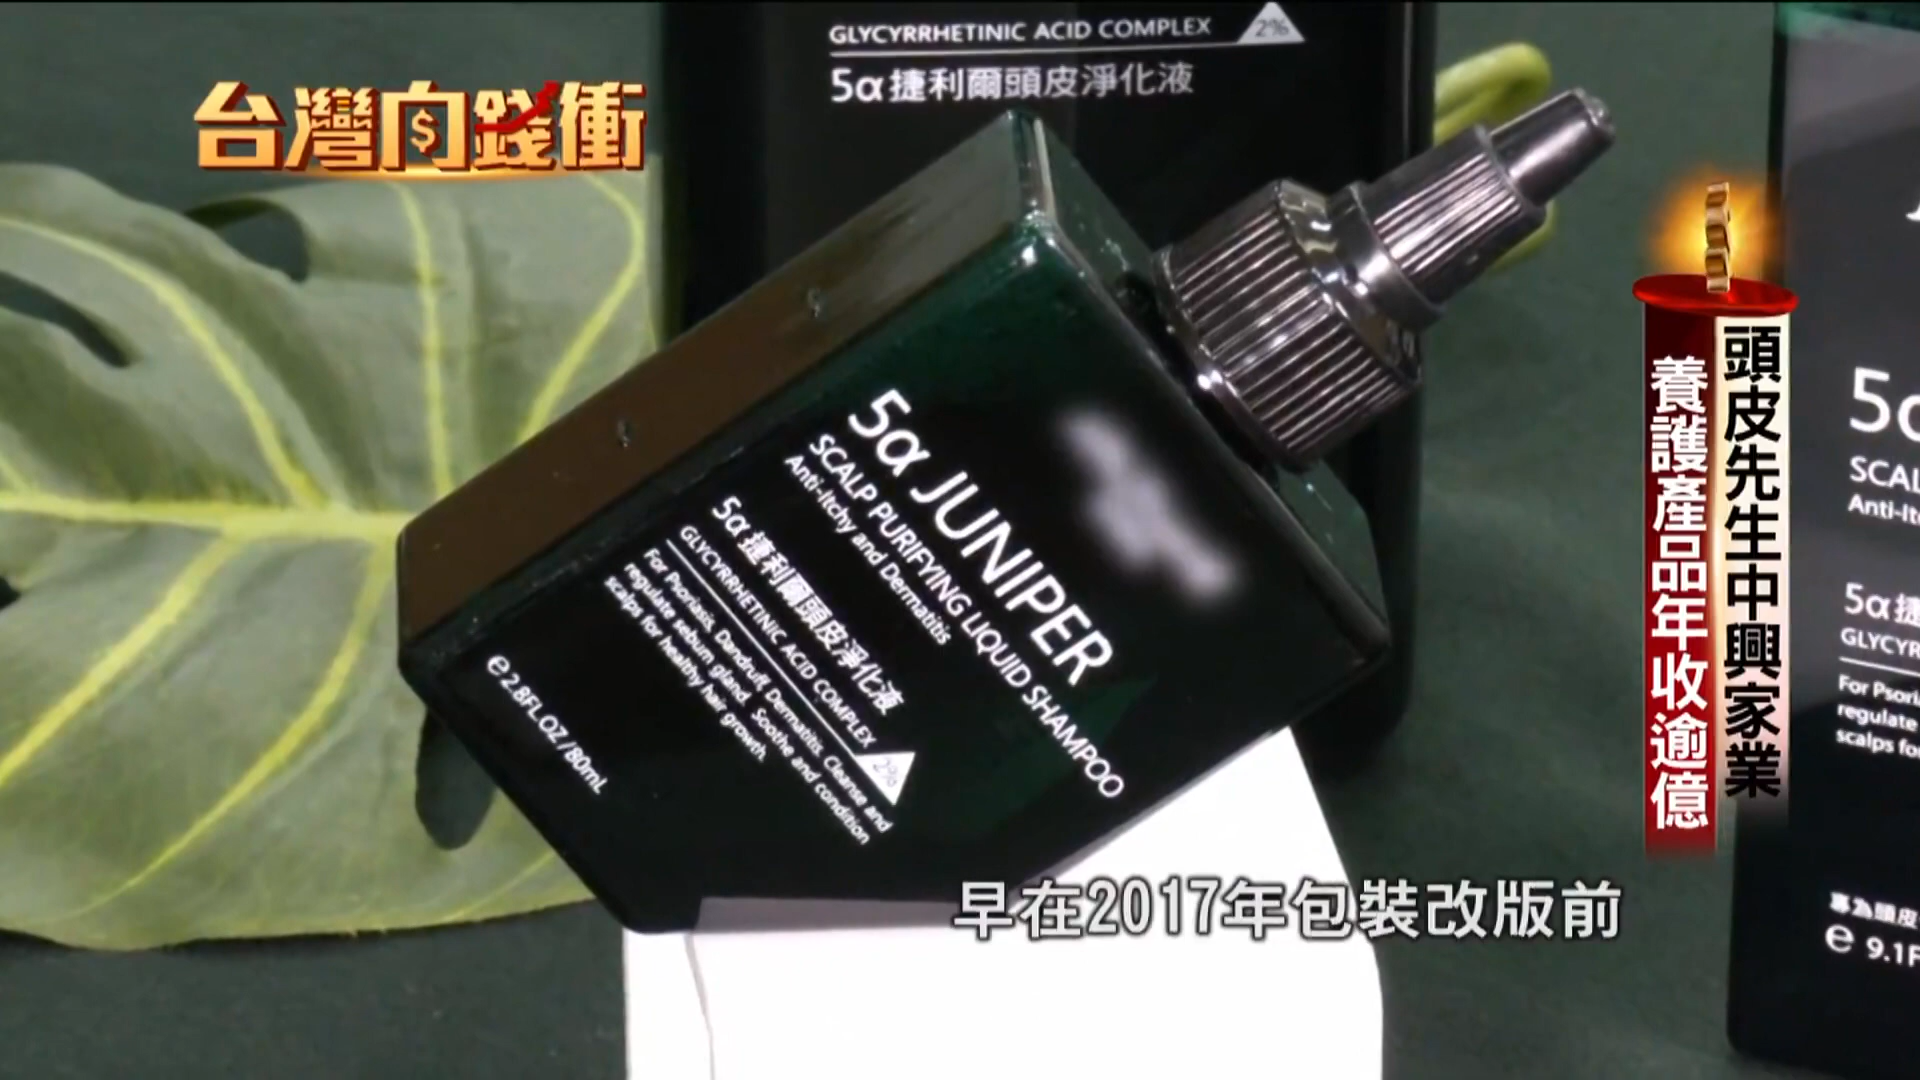 GLYCYRRHETINIC ACID COMPLEX 2%
5α捷利爾頭皮淨化液
台灣向錢衝
頭皮先生中興家業
養護產品年收逾億
5α JUNIPER
SCALP PURIFYING LIQUID SHAMPOO
Anti-Itchy and Dermatitis
5α捷利爾頭皮淨化液
GLYCYRRHETINIC ACID COMPLEX 2%
For Psoriasis, Dandruff, Dermatitis. Cleanse and
regulate sebum gland. Soothe and condition
scalps for healthy hair growth.
e 2.8FL.OZ / 80mL
5α
SCAL
Anti-It
5α捷
GLYCYR
For Psori
regulate
scalps fo
專為頭皮
e 9.1F
早在2017年包裝改版前